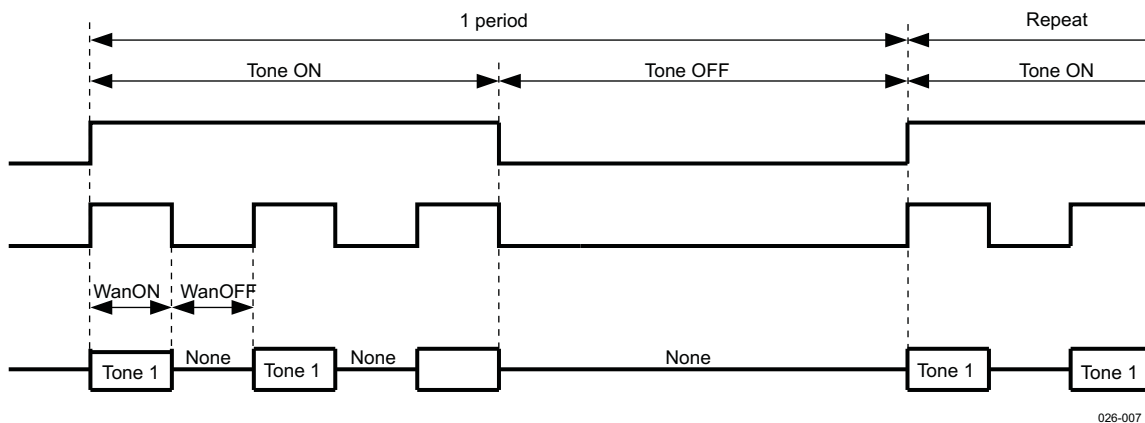 1 period
Repeat
Tone ON
Tone OFF
Tone ON
WanON
WanOFF
Tone 1
None
Tone 1
None
None
Tone 1
Tone 1
026-007